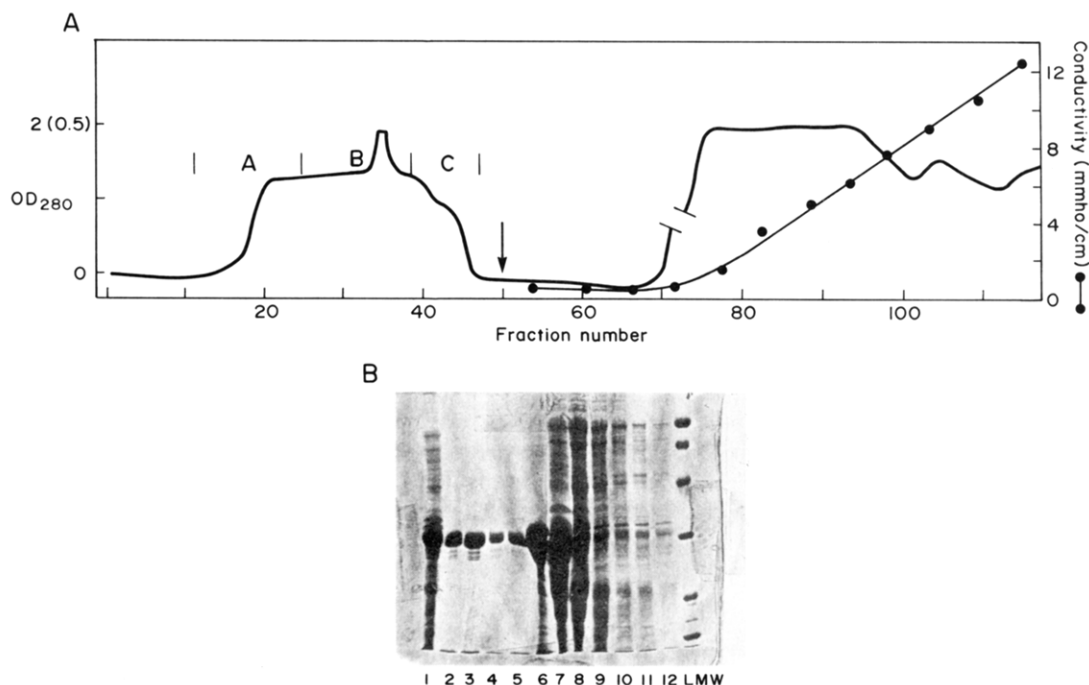 A
2 (0.5)
OD280
0
A
B
C
12
8
4
0
Conductivity (mmho/cm)
20
40
60
80
100
Fraction number
B
1 2 3 4 5 6 7 8 9 10 11 12 LMW